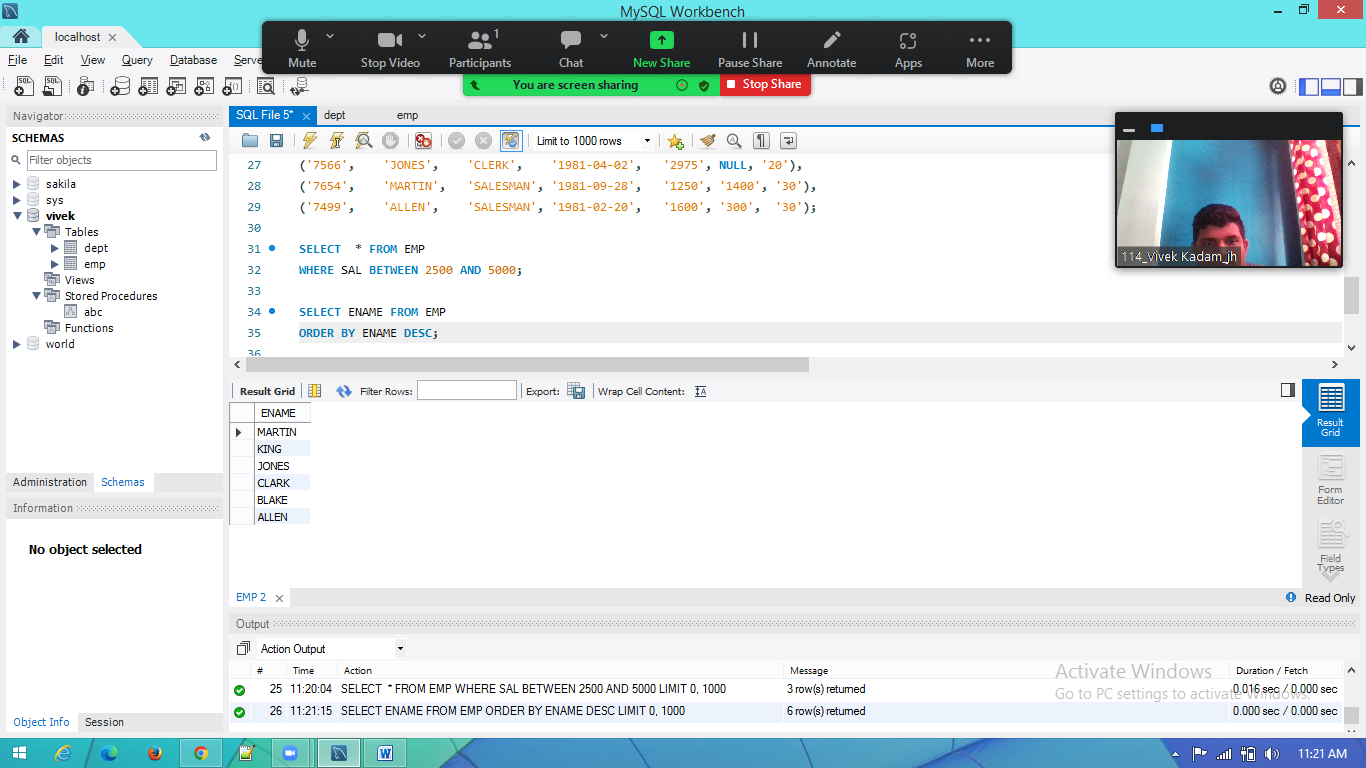 MySQL Workbench
localhost
File Edit View Query Database Serve
Mute Stop Video Participants 1 Chat New Share Pause Share Annotate Apps More
You are screen sharing Stop Share
Navigator
SCHEMAS
Filter objects
sakila
sys
vivek
Tables
dept
emp
Views
Stored Procedures
abc
Functions
world
Administration Schemas
Information
No object selected
Object Info Session
SQL File 5* dept emp
Limit to 1000 rows
27 ('7566', 'JONES', 'CLERK', '1981-04-02', '2975', NULL, '20'),
28 ('7654', 'MARTIN', 'SALESMAN', '1981-09-28', '1250', '1400', '30'),
29 ('7499', 'ALLEN', 'SALESMAN', '1981-02-20', '1600', '300', '30');
30
31 SELECT * FROM EMP
32 WHERE SAL BETWEEN 2500 AND 5000;
33
34 SELECT ENAME FROM EMP
35 ORDER BY ENAME DESC;
36
114_Vivek Kadam_jh
Result Grid Filter Rows: Export: Wrap Cell Content:
ENAME
MARTIN
KING
JONES
CLARK
BLAKE
ALLEN
Result
Grid
Form
Editor
Field
Types
EMP 2 Read Only
Output
Action Output
# Time Action Message Duration / Fetch
25 11:20:04 SELECT * FROM EMP WHERE SAL BETWEEN 2500 AND 5000 LIMIT 0, 1000 3 row(s) returned 0.016 sec / 0.000 sec
26 11:21:15 SELECT ENAME FROM EMP ORDER BY ENAME DESC LIMIT 0, 1000 6 row(s) returned 0.000 sec / 0.000 sec
Activate Windows
Go to PC settings to activate Windows.
11:21 AM